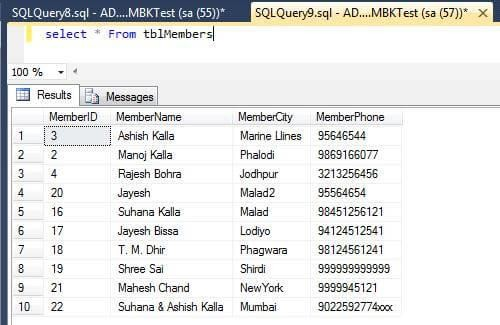 SQLQuery8.sql - AD....MBKTest (sa (55))* SQLQuery9.sql - AD....MBKTest (sa (57))* ×
select * From tblMembers
100 %
Results Messages
MemberID MemberName MemberCity MemberPhone
1 3 Ashish Kalla Marine Llines 95646544
2 2 Manoj Kalla Phalodi 9869166077
3 4 Rajesh Bohra Jodhpur 3213256456
4 20 Jayesh Malad2 95564654
5 16 Suhana Kalla Malad 98451256121
6 17 Jayesh Bissa Lodiyo 94124512541
7 18 T. M. Dhir Phagwara 98124561241
8 19 Shree Sai Shirdi 999999999999
9 21 Mahesh Chand NewYork 9999945121
10 22 Suhana & Ashish Kalla Mumbai 9022592774xxx